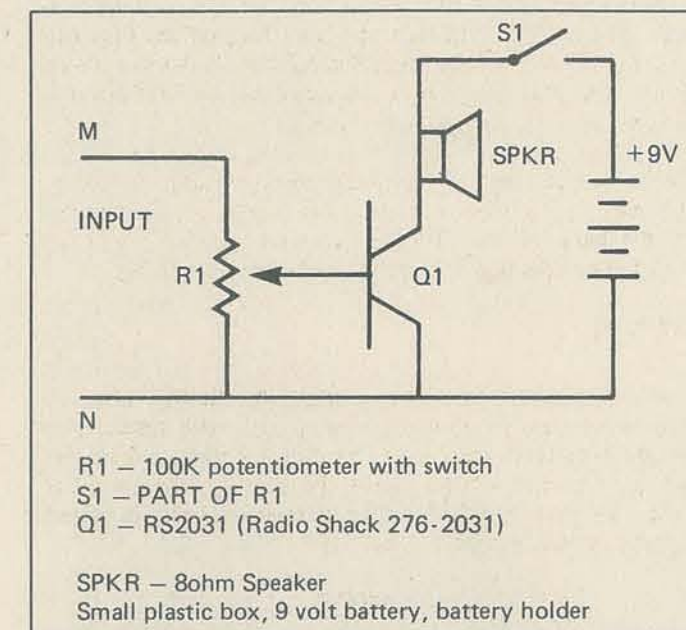 S1
M
SPKR
+9V
INPUT
R1
Q1
N
R1 – 100K potentiometer with switch
S1 – PART OF R1
Q1 – RS2031 (Radio Shack 276-2031)
SPKR – 8ohm Speaker
Small plastic box, 9 volt battery, battery holder